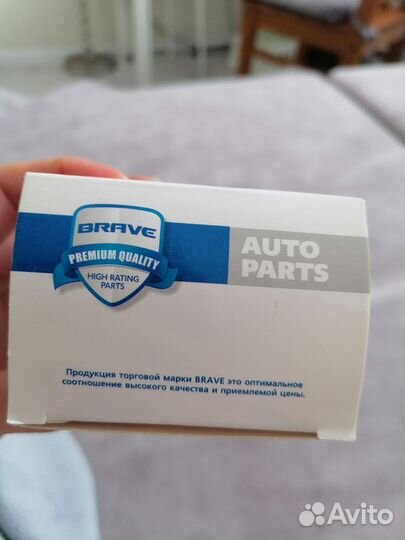 BRAVE
PREMIUM QUALITY
HIGH RATING
PARTS
AUTO
PARTS
Продукция торговой марки BRAVE это оптимальное
соотношение высокого качества и приемлемой цены.
Avito